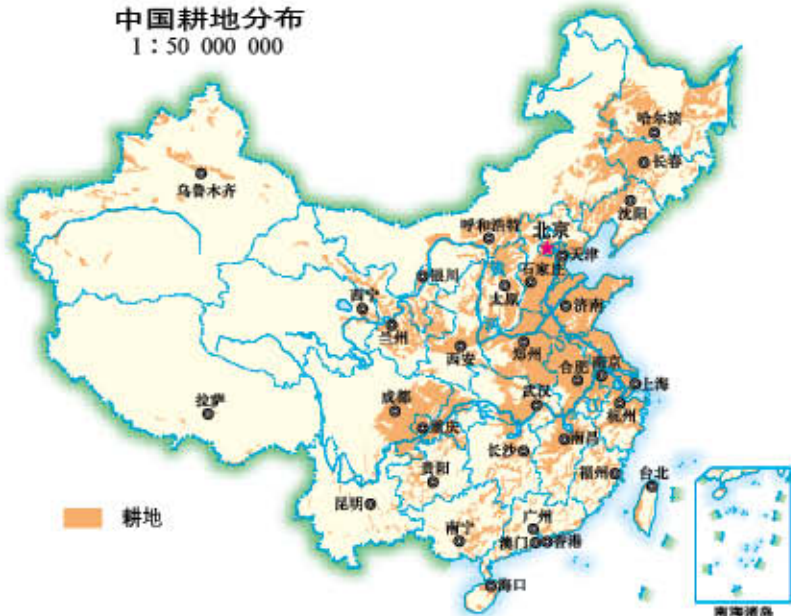 中国耕地分布
1：50 000 000
哈尔滨
长春
乌鲁木齐
沈阳
呼和浩特
北京
天津
银川
石家庄
太原
西宁
济南
兰州
西安
郑州
合肥
南京
上海
成都
武汉
杭州
拉萨
重庆
南昌
长沙
贵阳
福州
台北
昆明
耕地
广州
南宁
澳门
香港
海口
南海诸岛